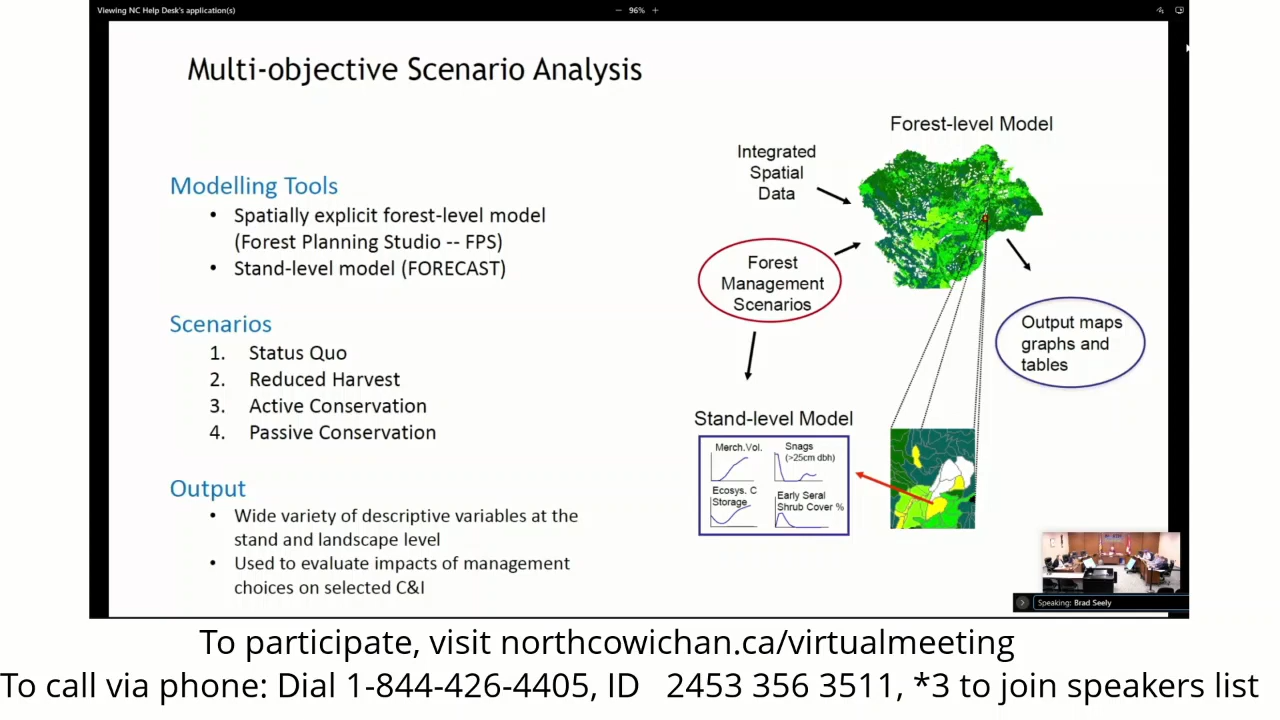 Viewing NC Help Desk's application(s)
− 96% +
Multi-objective Scenario Analysis
Modelling Tools
• Spatially explicit forest-level model
(Forest Planning Studio -- FPS)
• Stand-level model (FORECAST)
Scenarios
1. Status Quo
2. Reduced Harvest
3. Active Conservation
4. Passive Conservation
Output
• Wide variety of descriptive variables at the
stand and landscape level
• Used to evaluate impacts of management
choices on selected C&I
Forest-level Model
Integrated
Spatial
Data
Forest
Management
Scenarios
Output maps
graphs and
tables
Stand-level Model
Merch.Vol.
Snags
(>25cm dbh)
Ecosys. C
Storage
Early Seral
Shrub Cover %
Speaking: Brad Seely
To participate, visit northcowichan.ca/virtualmeeting
To call via phone: Dial 1-844-426-4405, ID 2453 356 3511, *3 to join speakers list